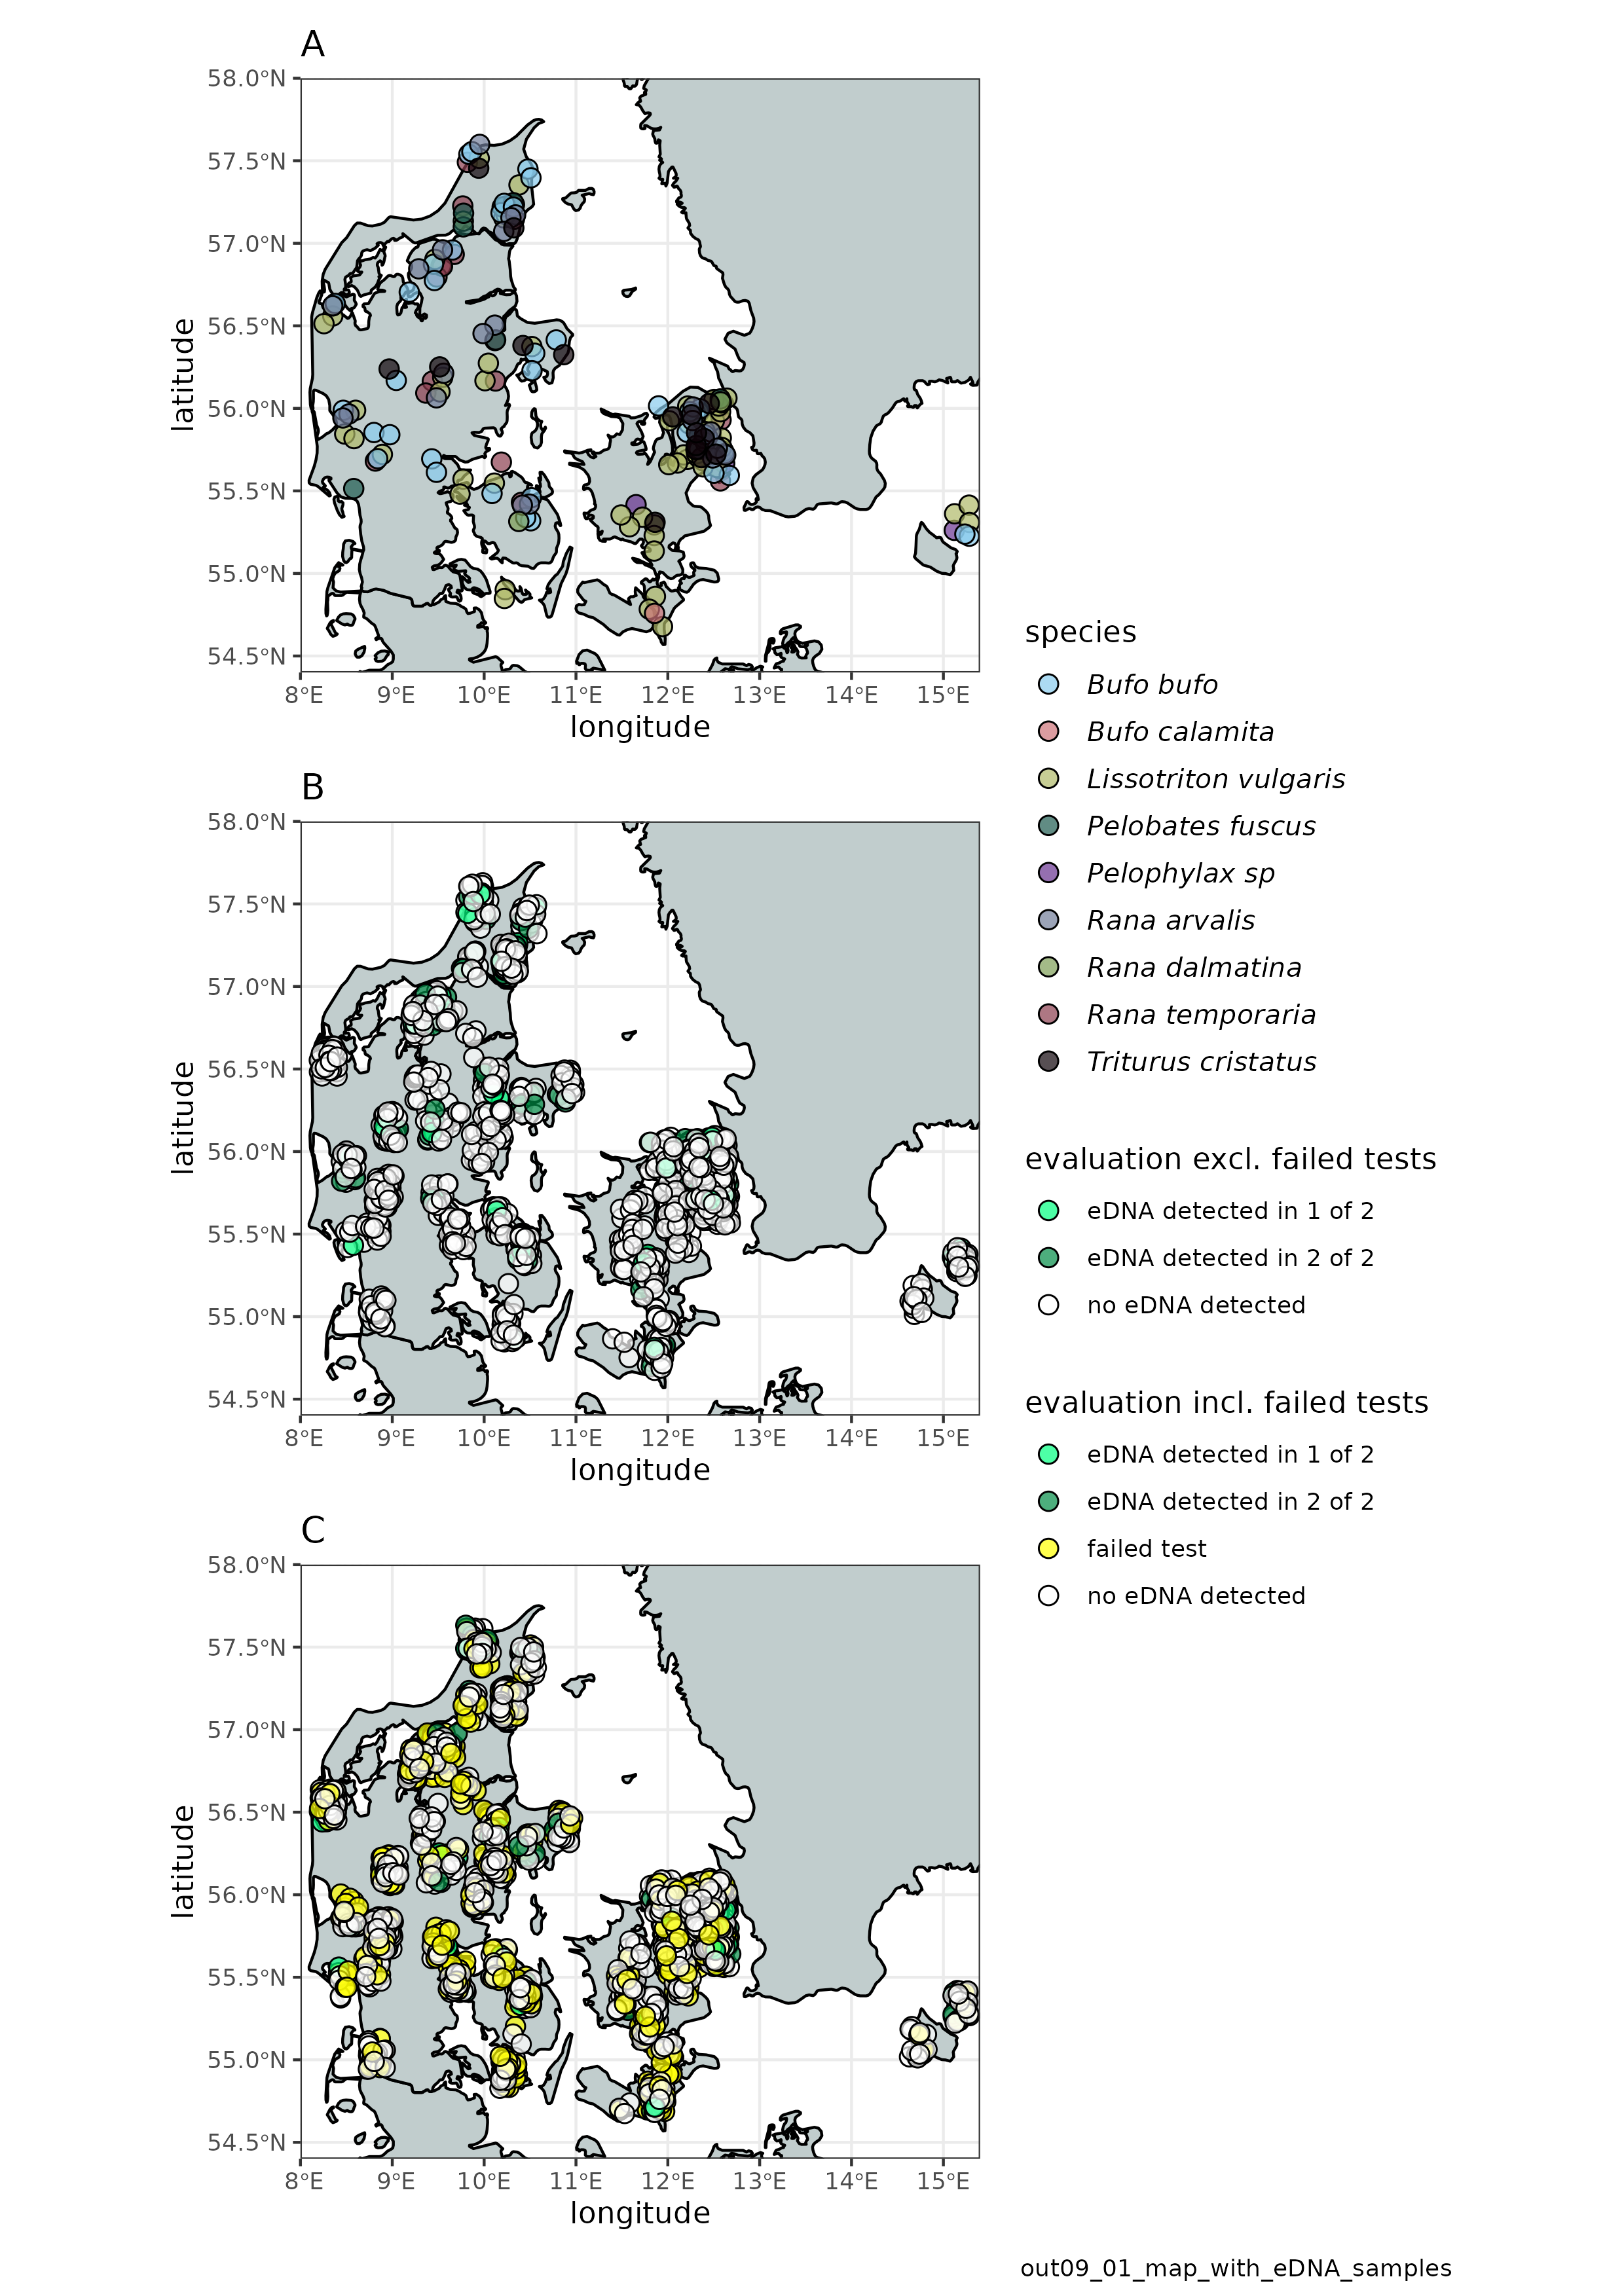 A
58.0°N
57.5°N
57.0°N
56.5°N
56.0°N
55.5°N
55.0°N
54.5°N
latitude
8°E 9°E 10°E 11°E 12°E 13°E 14°E 15°E
longitude
B
58.0°N
57.5°N
57.0°N
56.5°N
56.0°N
55.5°N
55.0°N
54.5°N
latitude
8°E 9°E 10°E 11°E 12°E 13°E 14°E 15°E
longitude
C
58.0°N
57.5°N
57.0°N
56.5°N
56.0°N
55.5°N
55.0°N
54.5°N
latitude
8°E 9°E 10°E 11°E 12°E 13°E 14°E 15°E
longitude
species
Bufo bufo
Bufo calamita
Lissotriton vulgaris
Pelobates fuscus
Pelophylax sp
Rana arvalis
Rana dalmatina
Rana temporaria
Triturus cristatus
evaluation excl. failed tests
eDNA detected in 1 of 2
eDNA detected in 2 of 2
no eDNA detected
evaluation incl. failed tests
eDNA detected in 1 of 2
eDNA detected in 2 of 2
failed test
no eDNA detected
out09_01_map_with_eDNA_samples